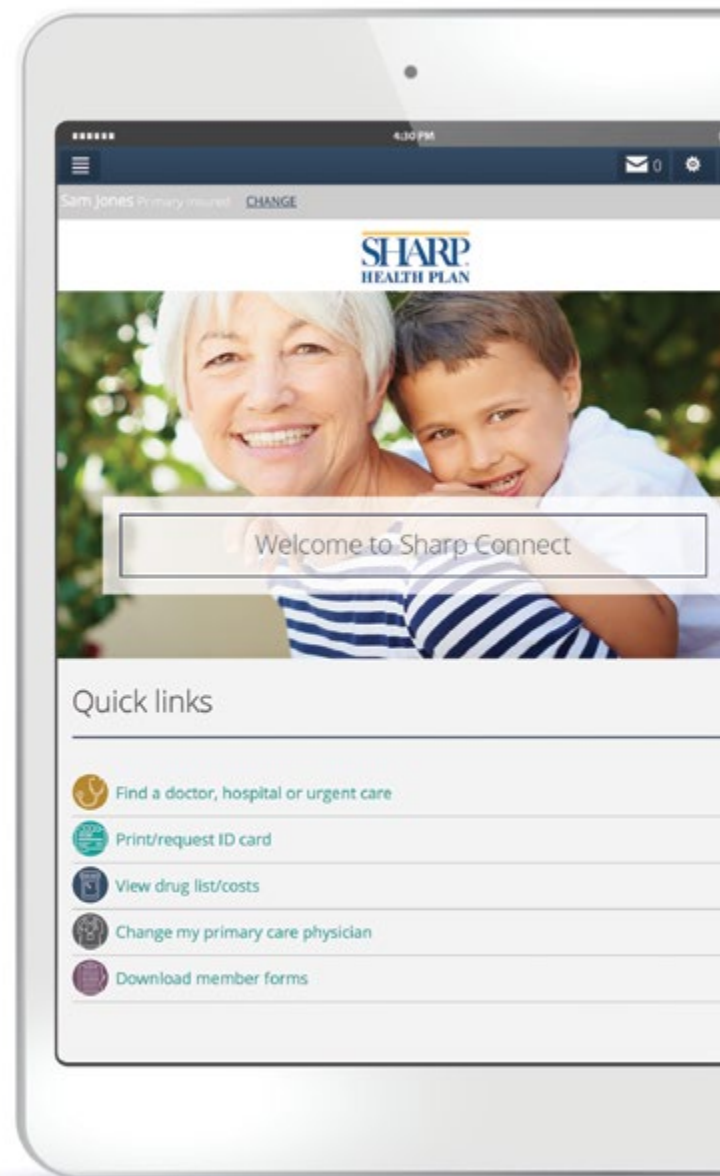 4:30 PM
0
Sam Jones Primary insured CHANGE
SHARP
HEALTH PLAN
Welcome to Sharp Connect
Quick links
Find a doctor, hospital or urgent care
Print/request ID card
View drug list/costs
Change my primary care physician
Download member forms